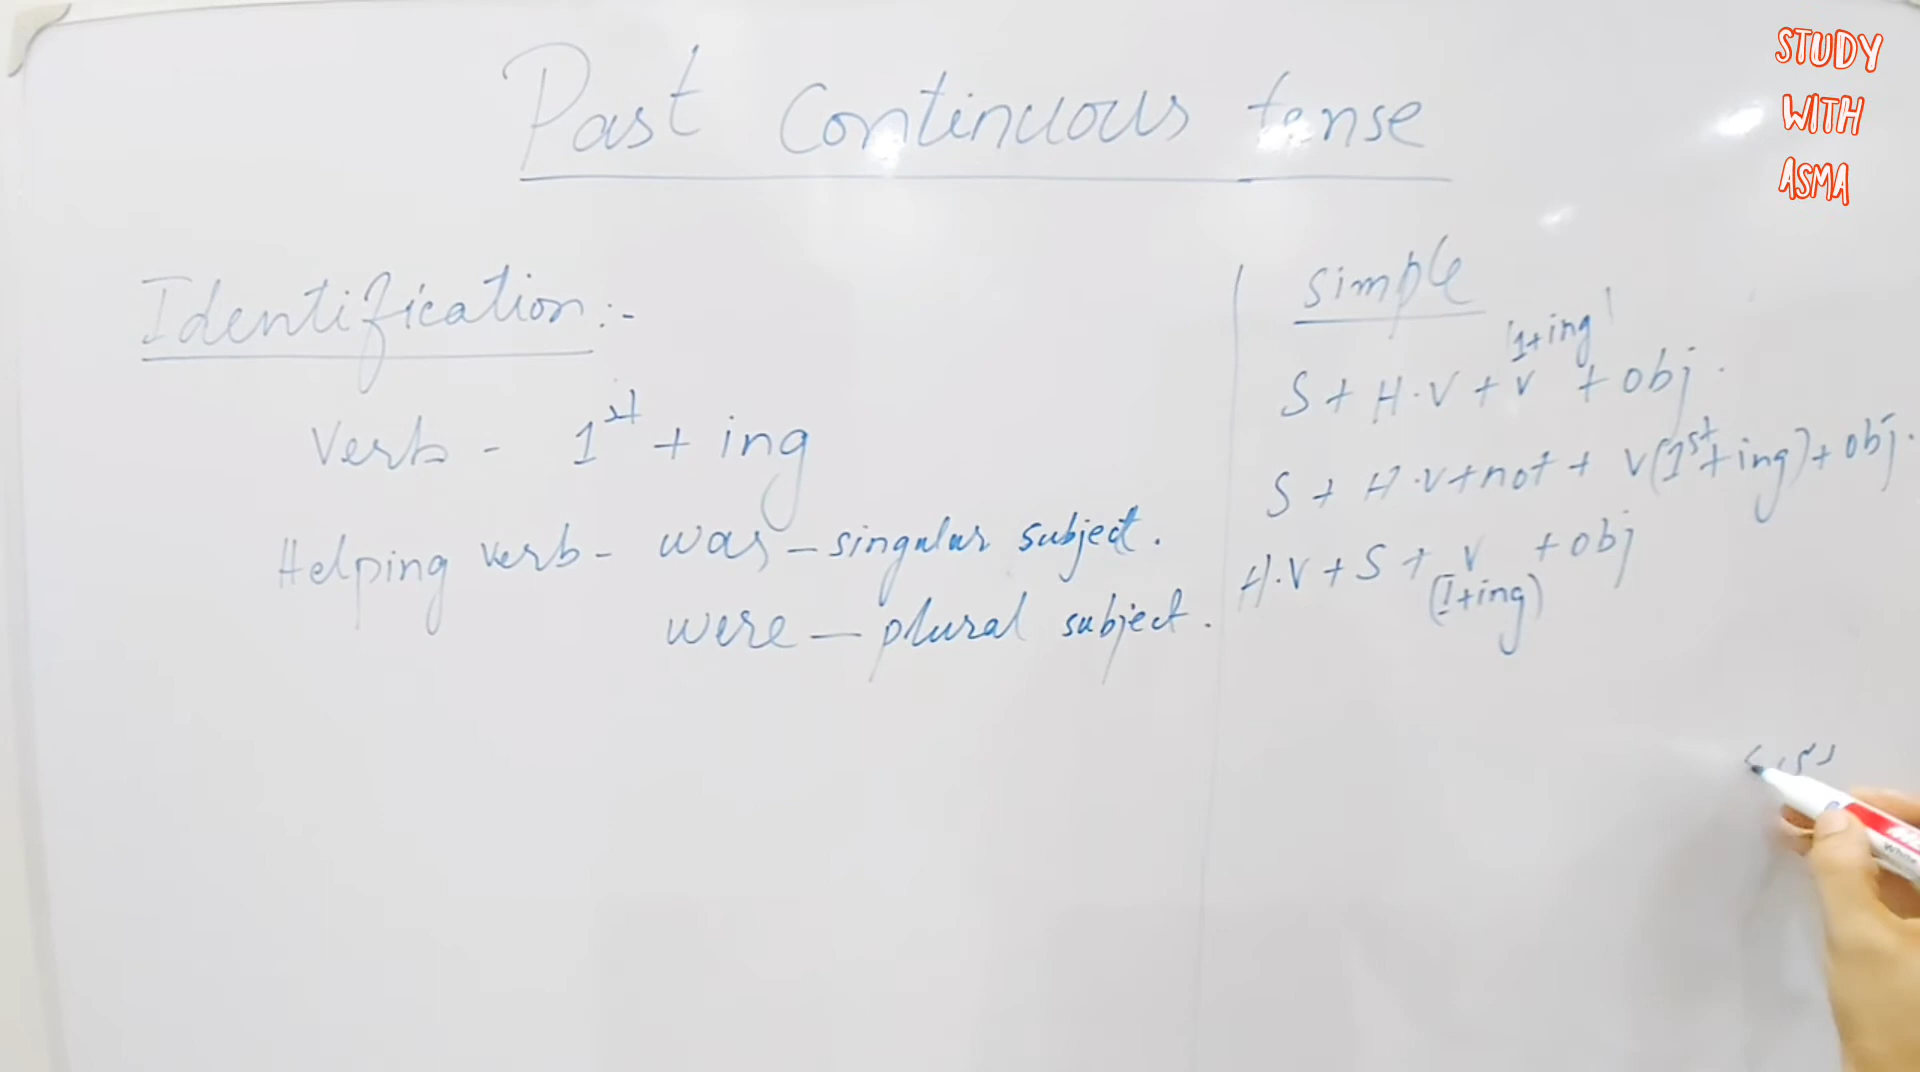 Past Continuous tense
STUDY
WITH
ASMA
Identification:-
Verb - 1st + ing
Helping verb - was - singular subject.
were - plural subject.
Simple
(1+ing)
S + H.V + V + obj.
S + H.V + not + V(1st+ing) + obj.
H.V + S + V + obj
(I+ing)